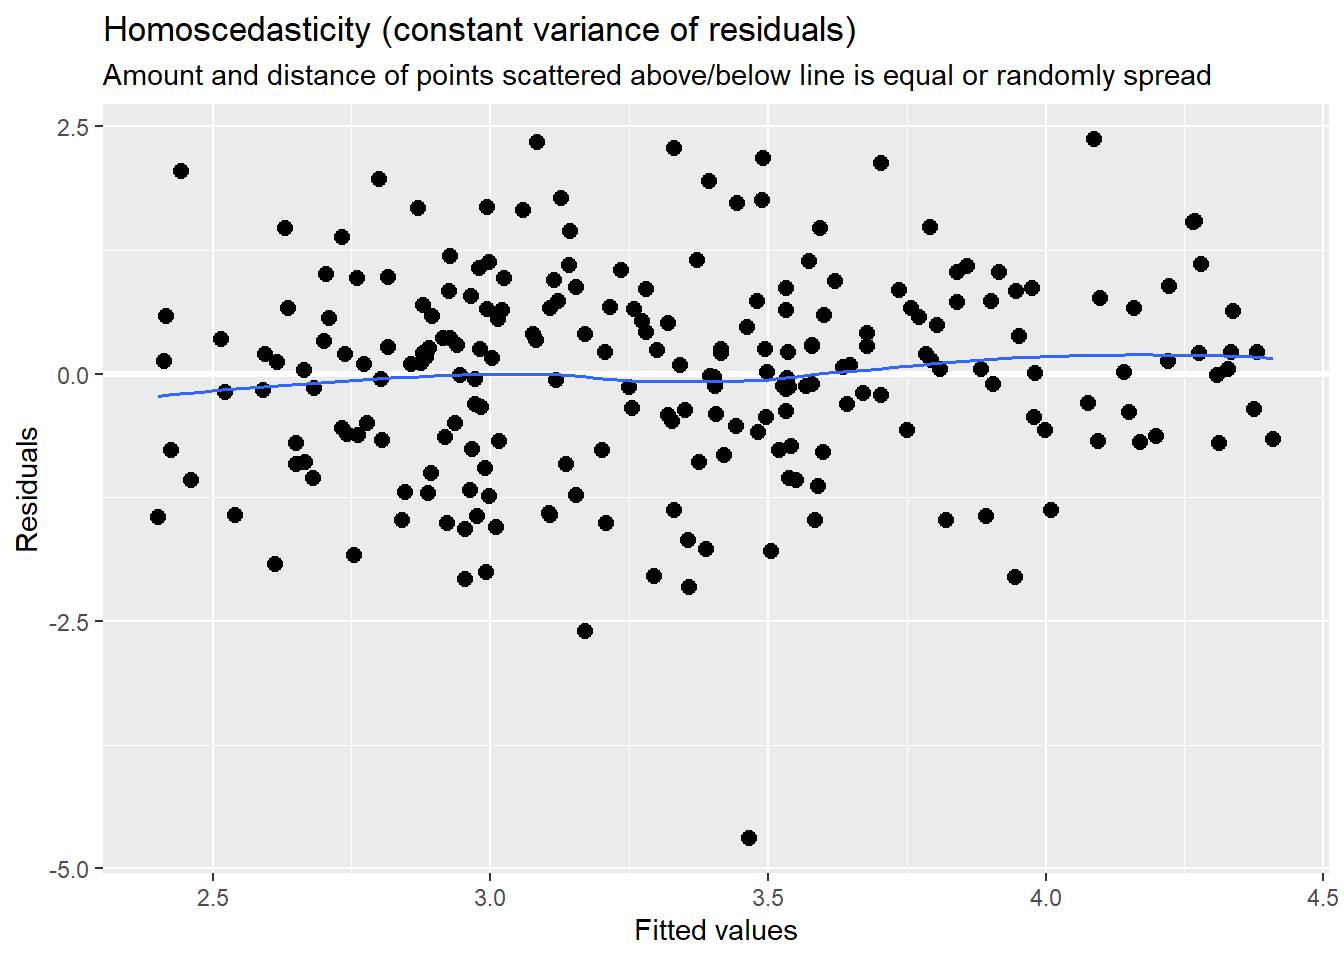 Homoscedasticity (constant variance of residuals)
Amount and distance of points scattered above/below line is equal or randomly spread
2.5
0.0
-2.5
-5.0
Residuals
2.5 3.0 3.5 4.0 4.5
Fitted values